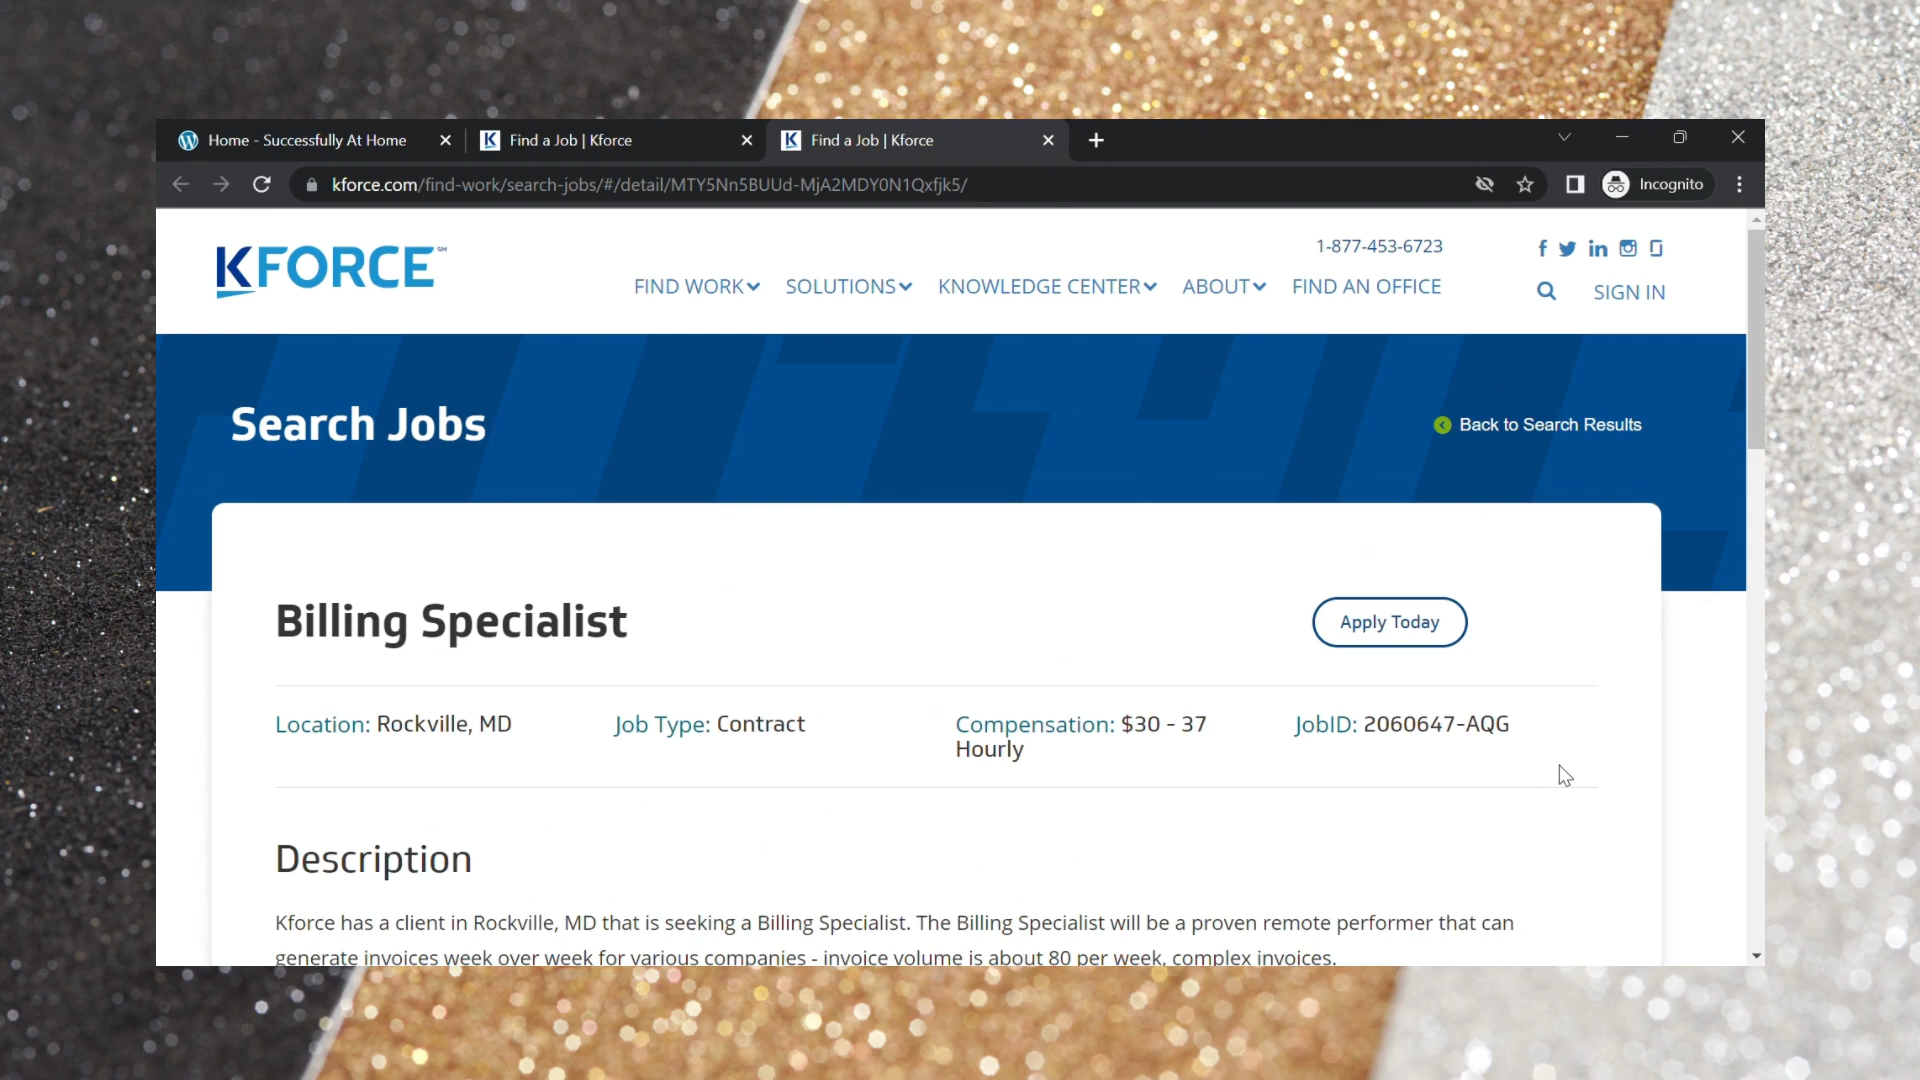 Home - Successfully At Home
Find a Job | Kforce
Find a Job | Kforce
kforce.com/find-work/search-jobs/#/detail/MTY5Nn5BUUd-MjA2MDY0N1Qxfjk5/
Incognito
KFORCE SM
1-877-453-6723
FIND WORK SOLUTIONS KNOWLEDGE CENTER ABOUT FIND AN OFFICE
SIGN IN
Search Jobs
Back to Search Results
Billing Specialist
Apply Today
Location: Rockville, MD
Job Type: Contract
Compensation: $30 - 37
Hourly
JobID: 2060647-AQG
Description
Kforce has a client in Rockville, MD that is seeking a Billing Specialist. The Billing Specialist will be a proven remote performer that can
generate invoices week over week for various companies - invoice volume is about 80 per week, complex invoices.